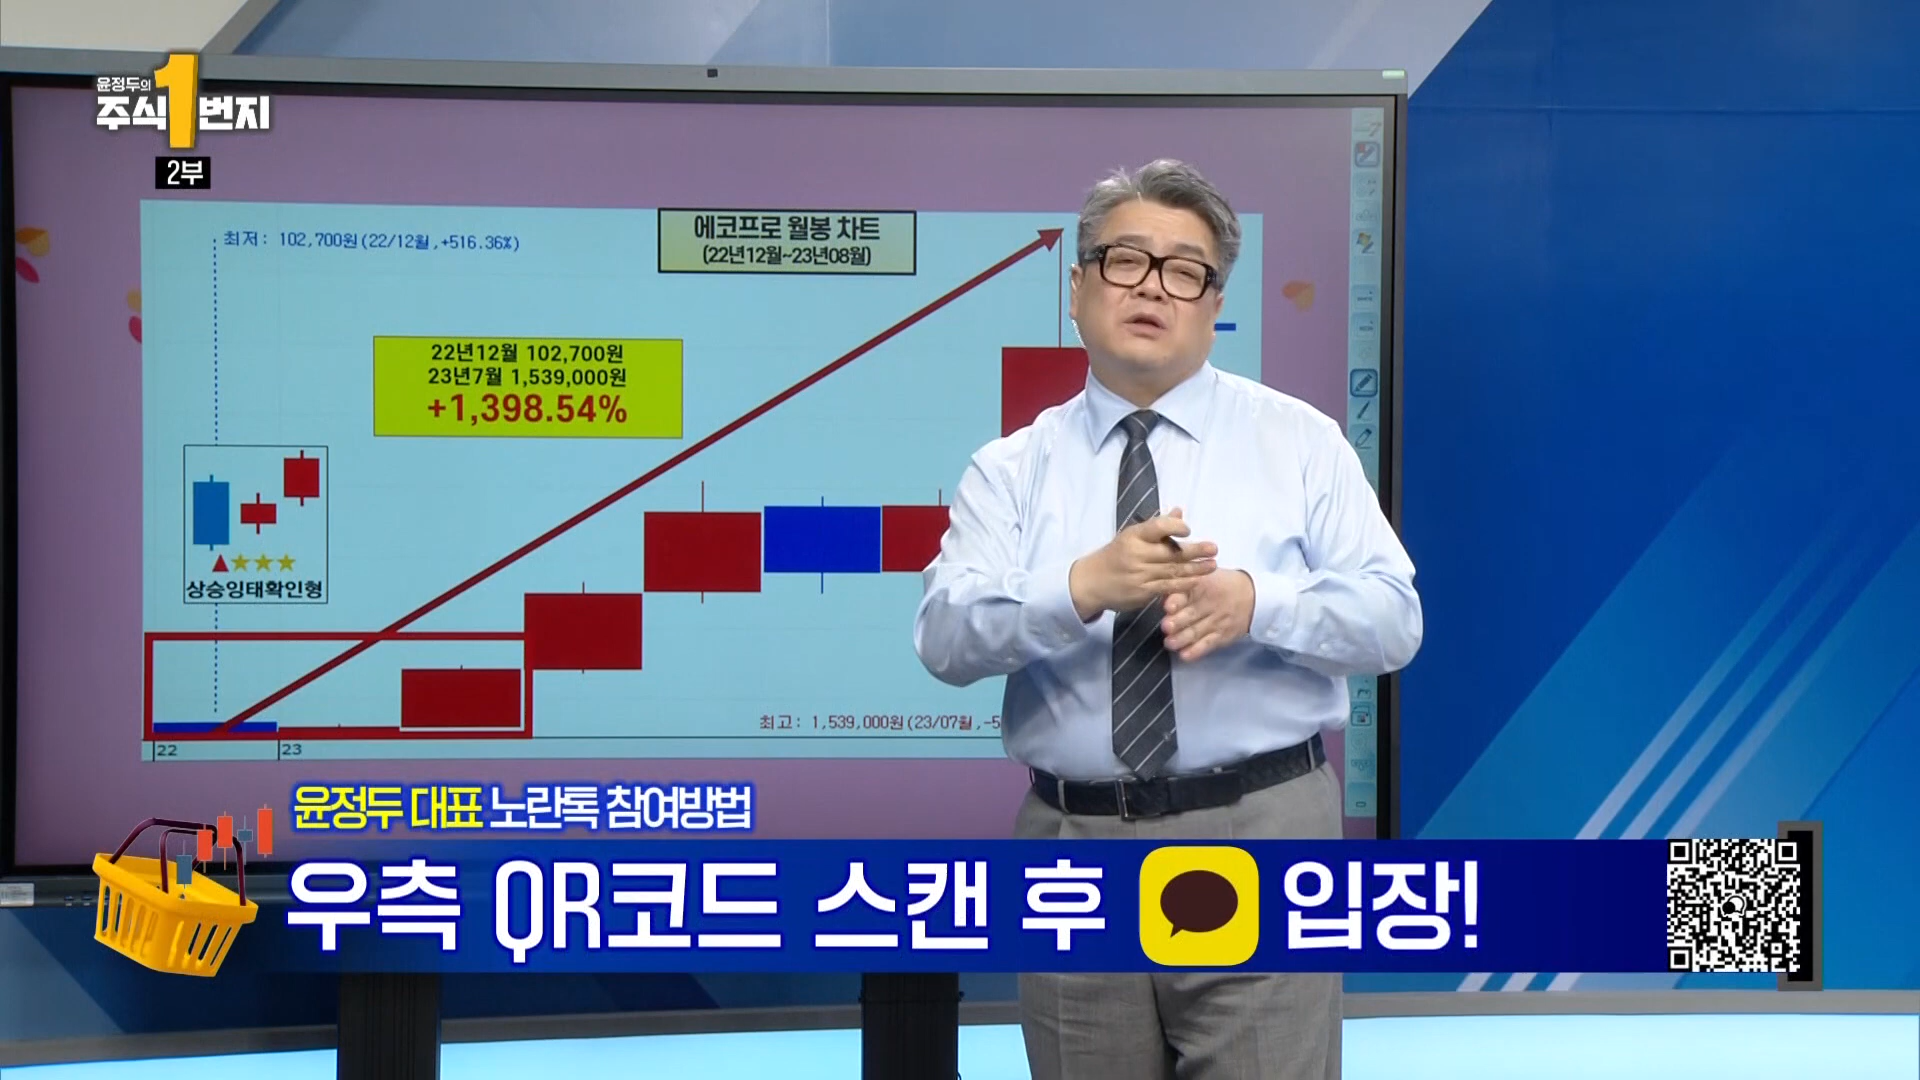 윤정두의
주식1번지
2부
최저: 102,700원(22/12월,+516.36%)
에코프로 월봉 차트
(22년12월~23년08월)
22년12월 102,700원
23년7월 1,539,000원
+1,398.54%
상승잉태확인형
최고: 1,539,000원(23/07월,-5
22
23
윤정두 대표 노란톡 참여방법
우측 QR코드 스캔 후 입장!